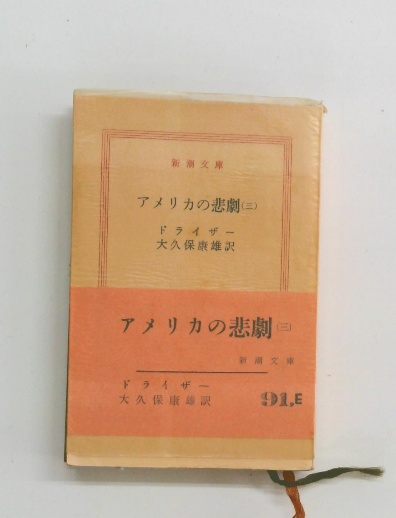 新潮文庫
アメリカの悲劇(三)
ドライザー
大久保康雄訳
アメリカの悲劇(三)
新潮文庫
ドライザー
大久保康雄訳
91.E